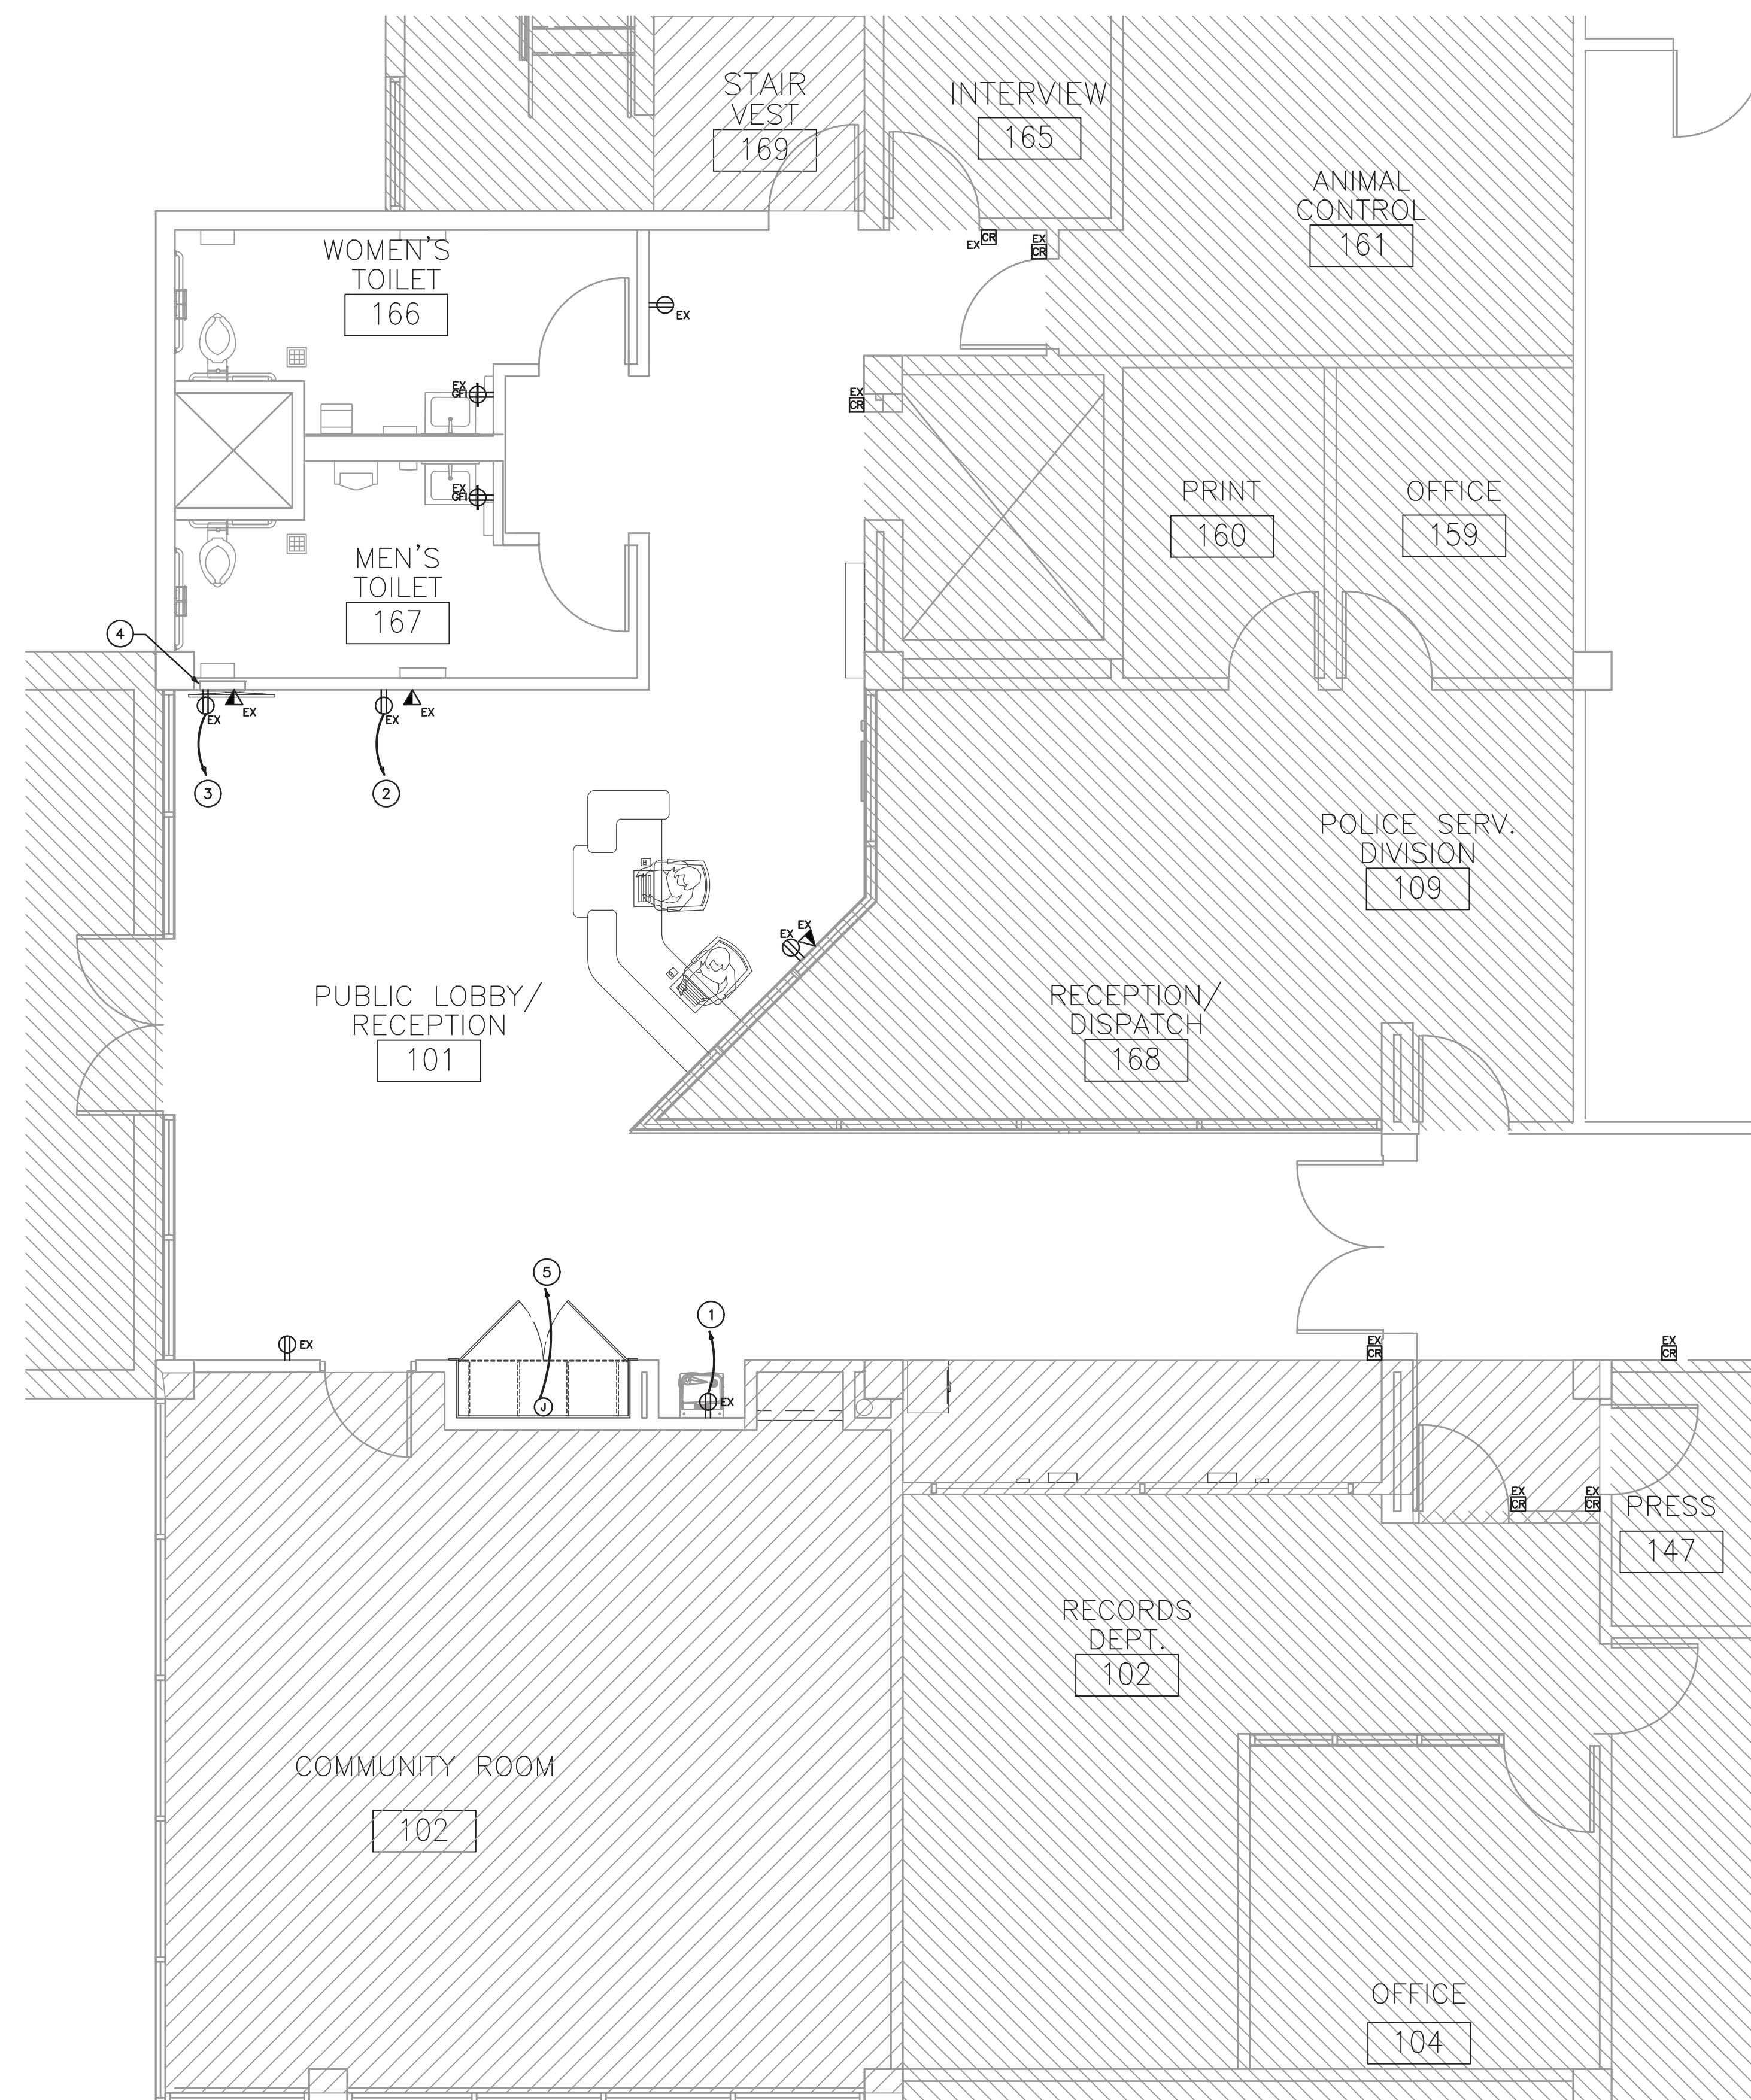 STAIR
VEST
169
INTERVIEW
165
ANIMAL
CONTROL
161
WOMEN'S
TOILET
166
CR
EX
EX
CR
EX
EX
GFI
EX
CR
EX
GFI
PRINT
160
OFFICE
159
MEN'S
TOILET
167
4
EX
EX
EX
EX
3
2
POLICE SERV.
DIVISION
109
EX
EX
PUBLIC LOBBY/
RECEPTION
101
RECEPTION/
DISPATCH
168
5
1
EX
EX
CR
EX
CR
J
EX
EX
CR
EX
CR
PRESS
147
RECORDS
DEPT.
102
COMMUNITY ROOM
102
OFFICE
104